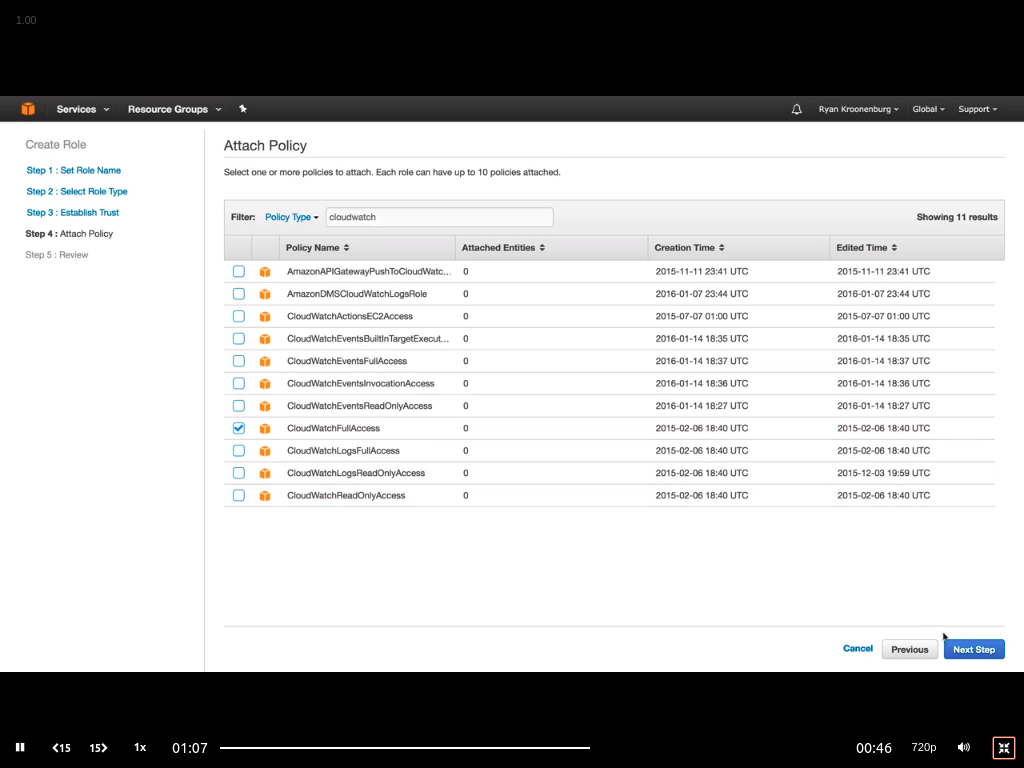 1.00
Services Resource Groups Ryan Kroonenburg Global Support
Create Role
Step 1 : Set Role Name
Step 2 : Select Role Type
Step 3 : Establish Trust
Step 4 : Attach Policy
Step 5 : Review
Attach Policy
Select one or more policies to attach. Each role can have up to 10 policies attached.
Filter: Policy Type cloudwatch Showing 11 results
Policy Name Attached Entities Creation Time Edited Time
AmazonAPIGatewayPushToCloudWatc... 0 2015-11-11 23:41 UTC 2015-11-11 23:41 UTC
AmazonDMSCloudWatchLogsRole 0 2016-01-07 23:44 UTC 2016-01-07 23:44 UTC
CloudWatchActionsEC2Access 0 2015-07-07 01:00 UTC 2015-07-07 01:00 UTC
CloudWatchEventsBuiltInTargetExecut... 0 2016-01-14 18:35 UTC 2016-01-14 18:35 UTC
CloudWatchEventsFullAccess 0 2016-01-14 18:37 UTC 2016-01-14 18:37 UTC
CloudWatchEventsInvocationAccess 0 2016-01-14 18:36 UTC 2016-01-14 18:36 UTC
CloudWatchEventsReadOnlyAccess 0 2016-01-14 18:27 UTC 2016-01-14 18:27 UTC
CloudWatchFullAccess 0 2015-02-06 18:40 UTC 2015-02-06 18:40 UTC
CloudWatchLogsFullAccess 0 2015-02-06 18:40 UTC 2015-02-06 18:40 UTC
CloudWatchLogsReadOnlyAccess 0 2015-02-06 18:40 UTC 2015-12-03 19:59 UTC
CloudWatchReadOnlyAccess 0 2015-02-06 18:40 UTC 2015-02-06 18:40 UTC
Cancel Previous Next Step
15 15 1x 01:07 00:46 720p